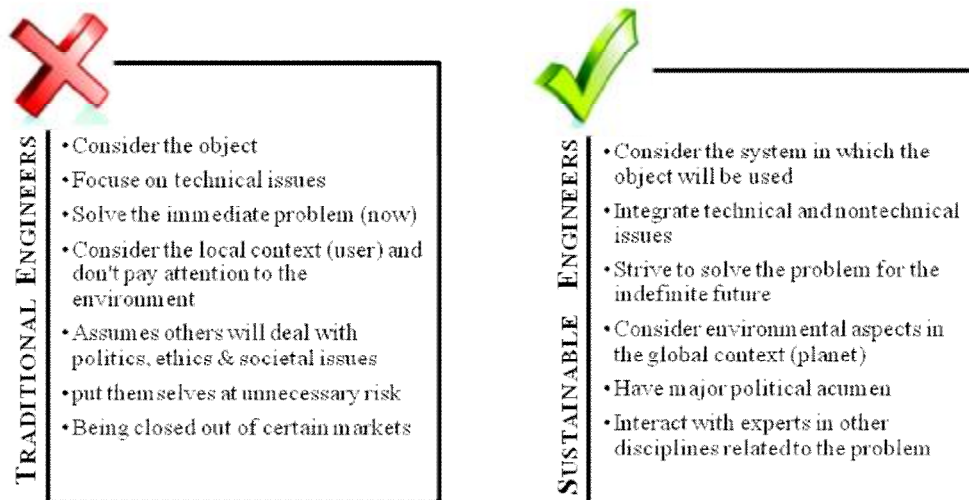 TRADITIONAL ENGINEERS
•Consider the object
•Focuse on technical issues
•Solve the immediate problem (now)
•Consider the local context (user) and
don't pay attention to the
environment
•Assumes others will deal with
politics, ethics & societal issues
•put themselves at unnecessary risk
•Being closed out of certain markets
SUSTAINABLE ENGINEERS
•Consider the system in which the
object will be used
•Integrate technical and nontechnical
issues
•Strive to solve the problem for the
indefinite future
•Consider environmental aspects in
the global context (planet)
•Have major political acumen
•Interact with experts in other
disciplines related to the problem